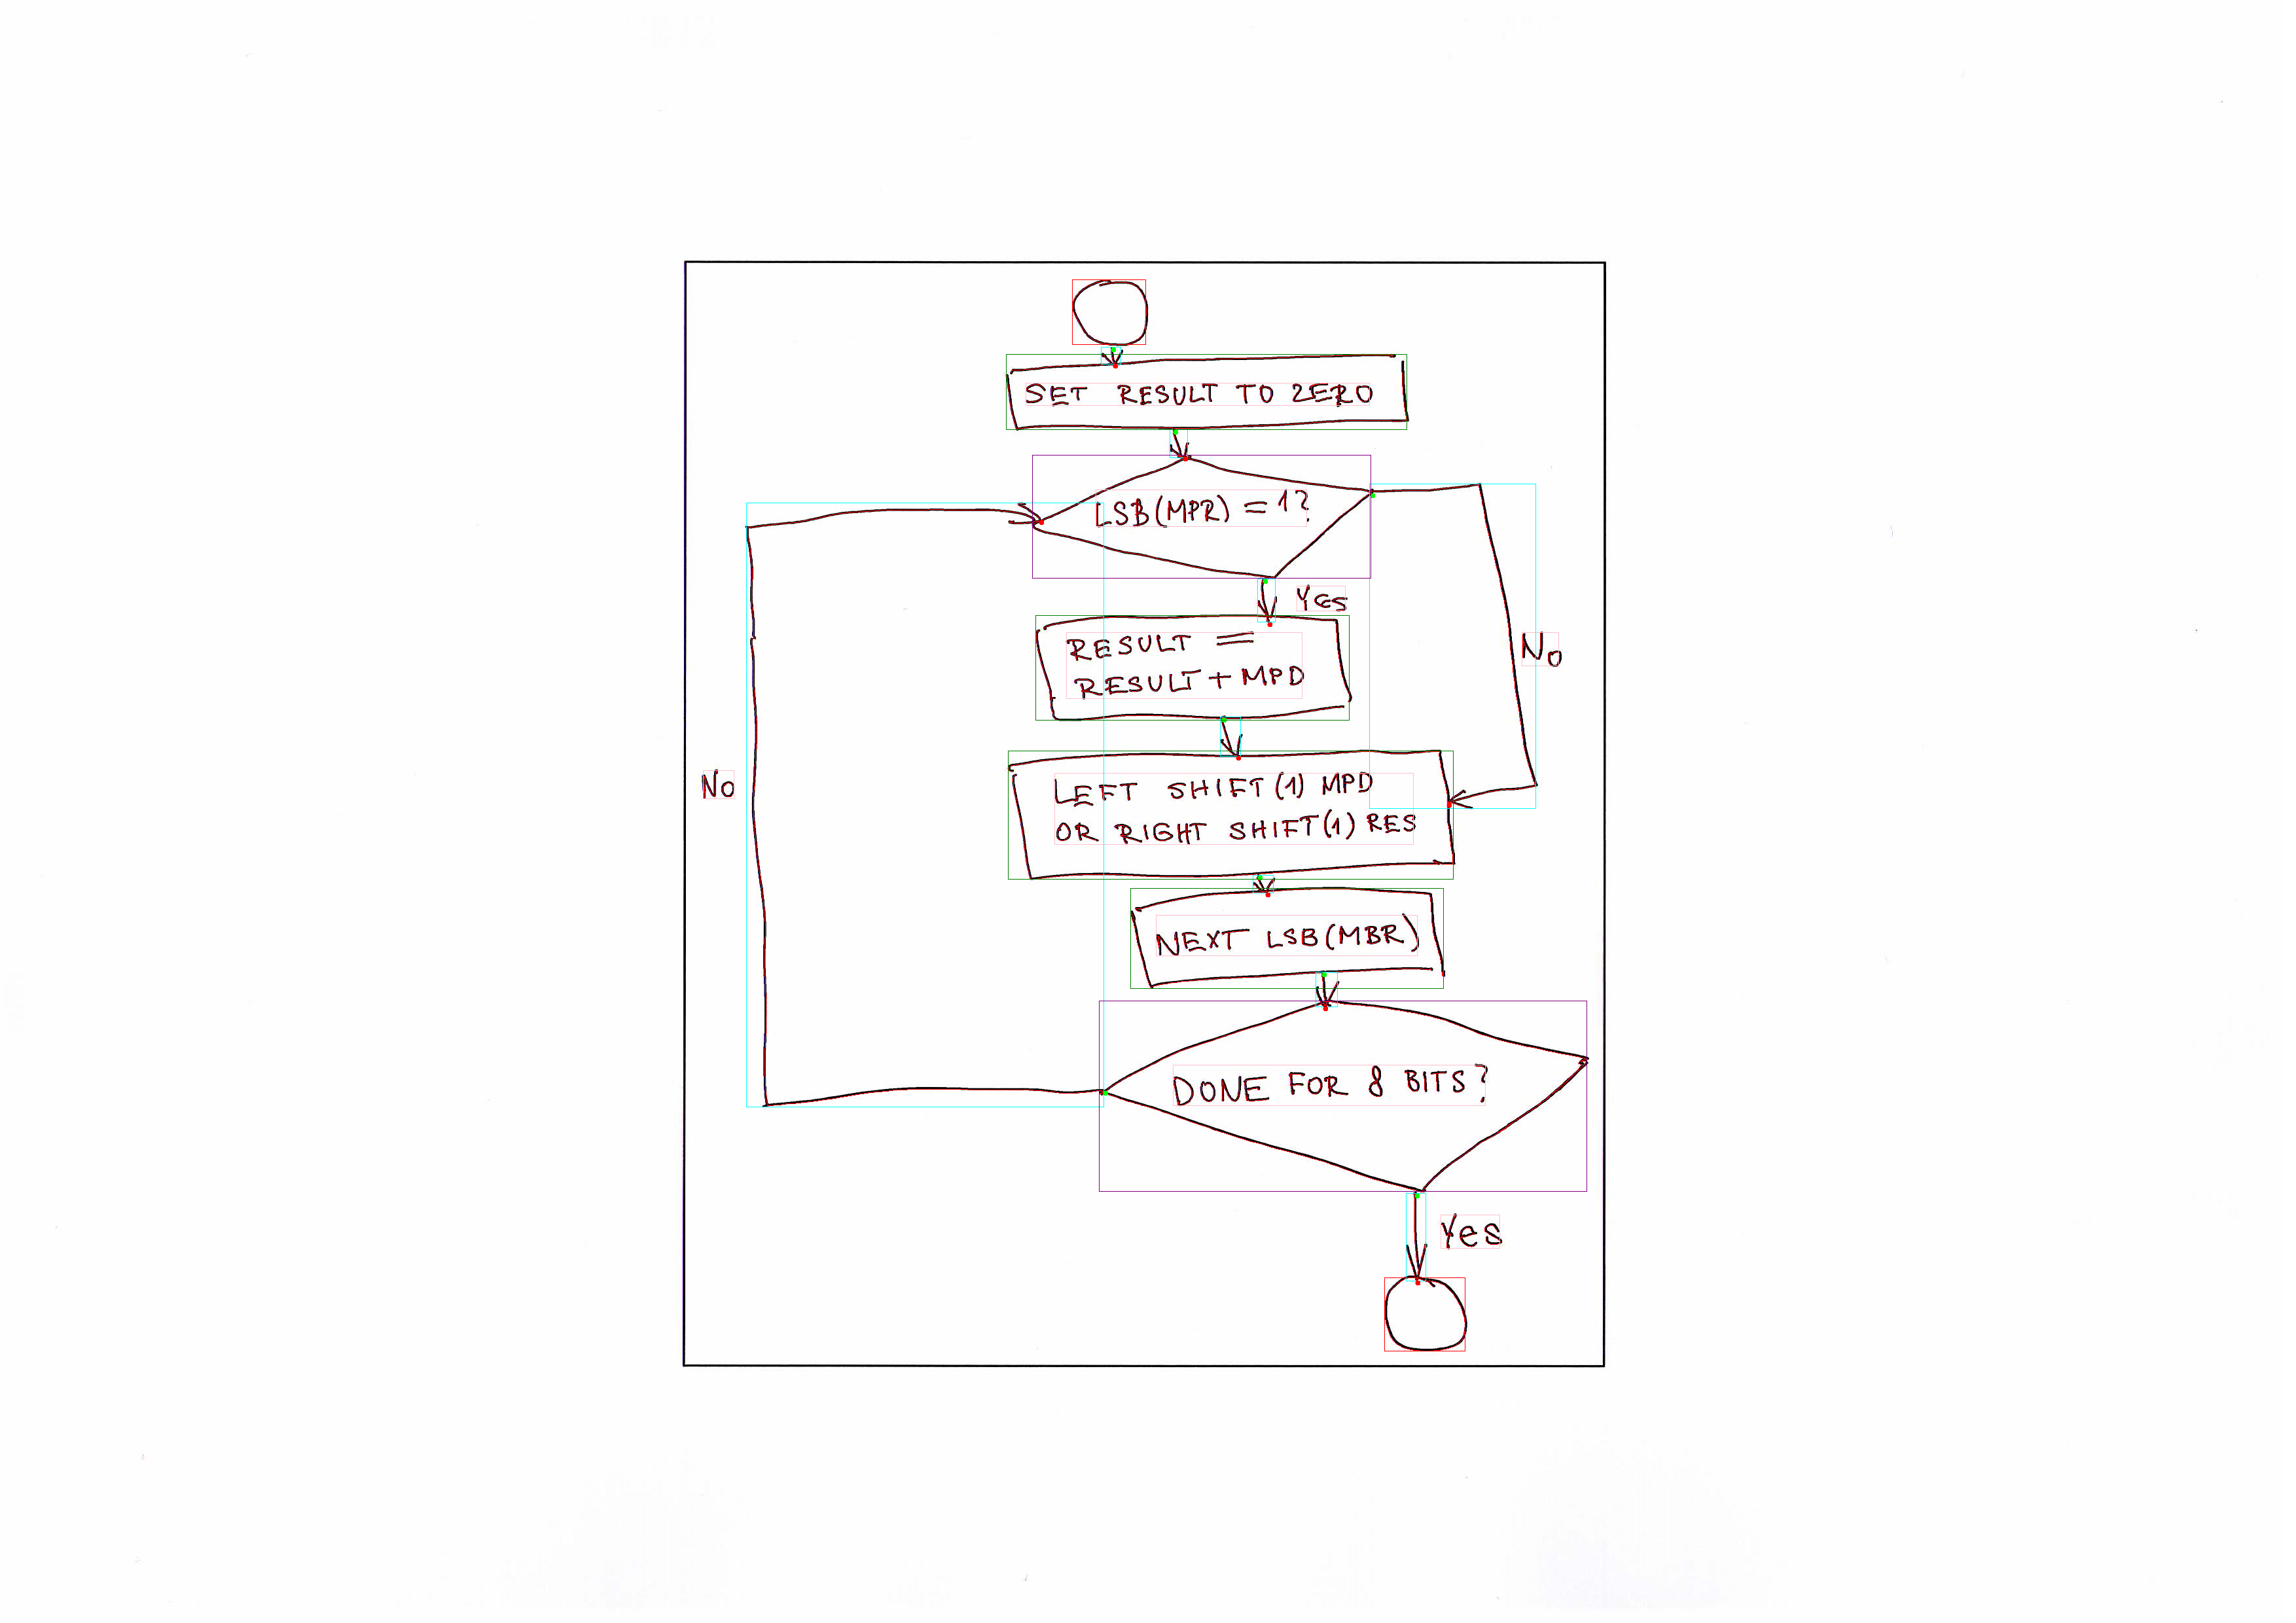 SET RESULT TO ZERO
LSB(MPR) = 1?
YES
RESULT =
RESULT + MPD
No
LEFT SHIFT(1) MPD
OR RIGHT SHIFT(1) RES
No
NEXT LSB(MBR)
DONE FOR 8 BITS?
Yes